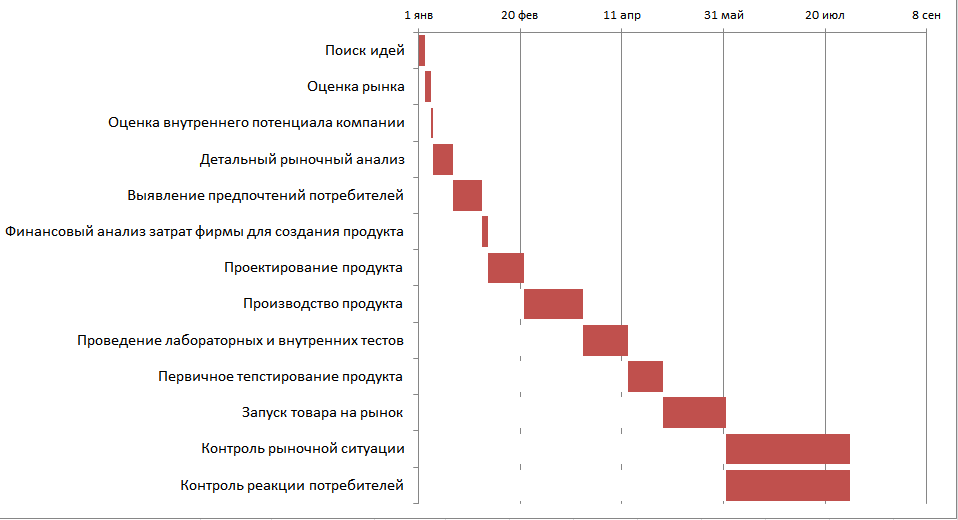 1 янв 20 фев 11 апр 31 май 20 июл 8 сен
Поиск идей
Оценка рынка
Оценка внутреннего потенциала компании
Детальный рыночный анализ
Выявление предпочтений потребителей
Финансовый анализ затрат фирмы для создания продукта
Проектирование продукта
Производство продукта
Проведение лабораторных и внутренних тестов
Первичное тепстирование продукта
Запуск товара на рынок
Контроль рыночной ситуации
Контроль реакции потребителей